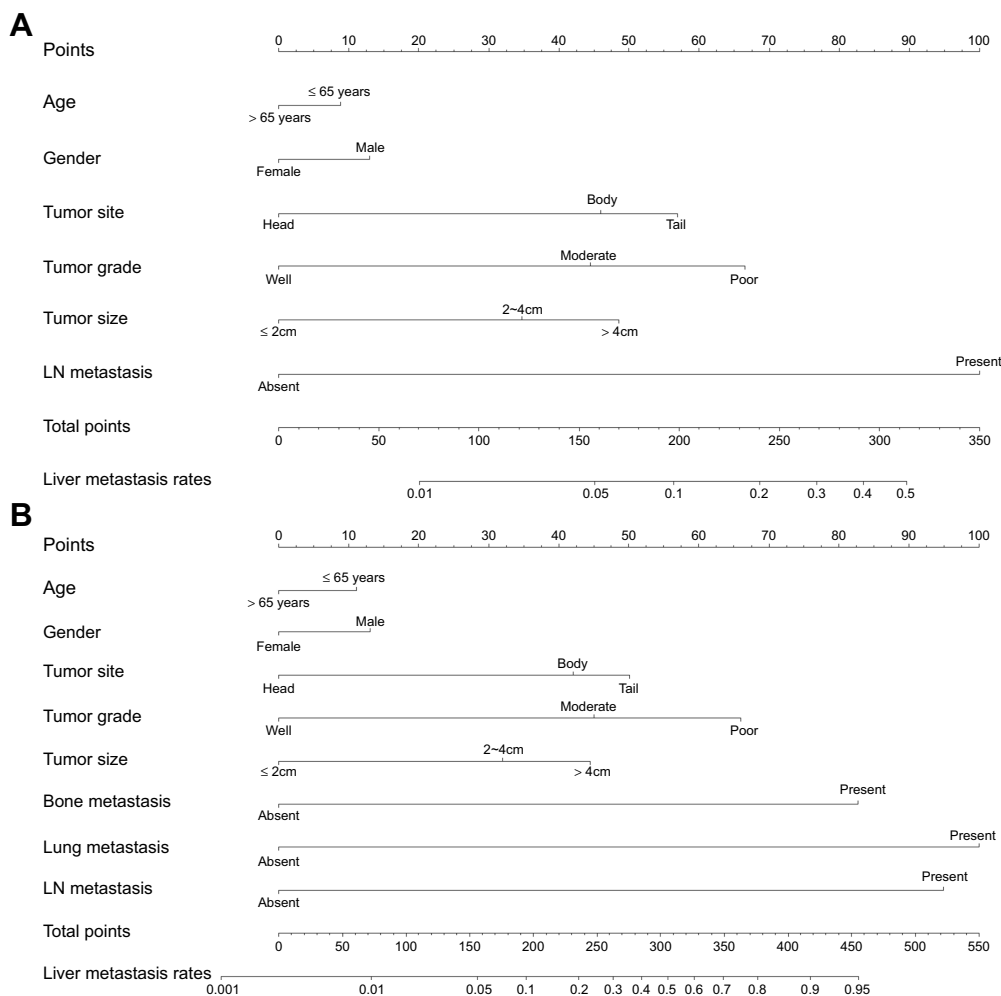 A
Points 0 10 20 30 40 50 60 70 80 90 100
≤ 65 years
Age
> 65 years
Male
Gender
Female
Body
Tumor site
Head Tail
Moderate
Tumor grade
Well Poor
2~4cm
Tumor size
≤ 2cm > 4cm
Present
LN metastasis
Absent
Total points
0 50 100 150 200 250 300 350
Liver metastasis rates
0.01 0.05 0.1 0.2 0.3 0.4 0.5
B
Points 0 10 20 30 40 50 60 70 80 90 100
≤ 65 years
Age
> 65 years
Male
Gender
Female
Body
Tumor site
Head Tail
Moderate
Tumor grade
Well Poor
2~4cm
Tumor size
≤ 2cm > 4cm
Present
Bone metastasis
Absent
Present
Lung metastasis
Absent
Present
LN metastasis
Absent
Total points
0 50 100 150 200 250 300 350 400 450 500 550
Liver metastasis rates
0.001 0.01 0.05 0.1 0.2 0.3 0.4 0.5 0.6 0.7 0.8 0.9 0.95